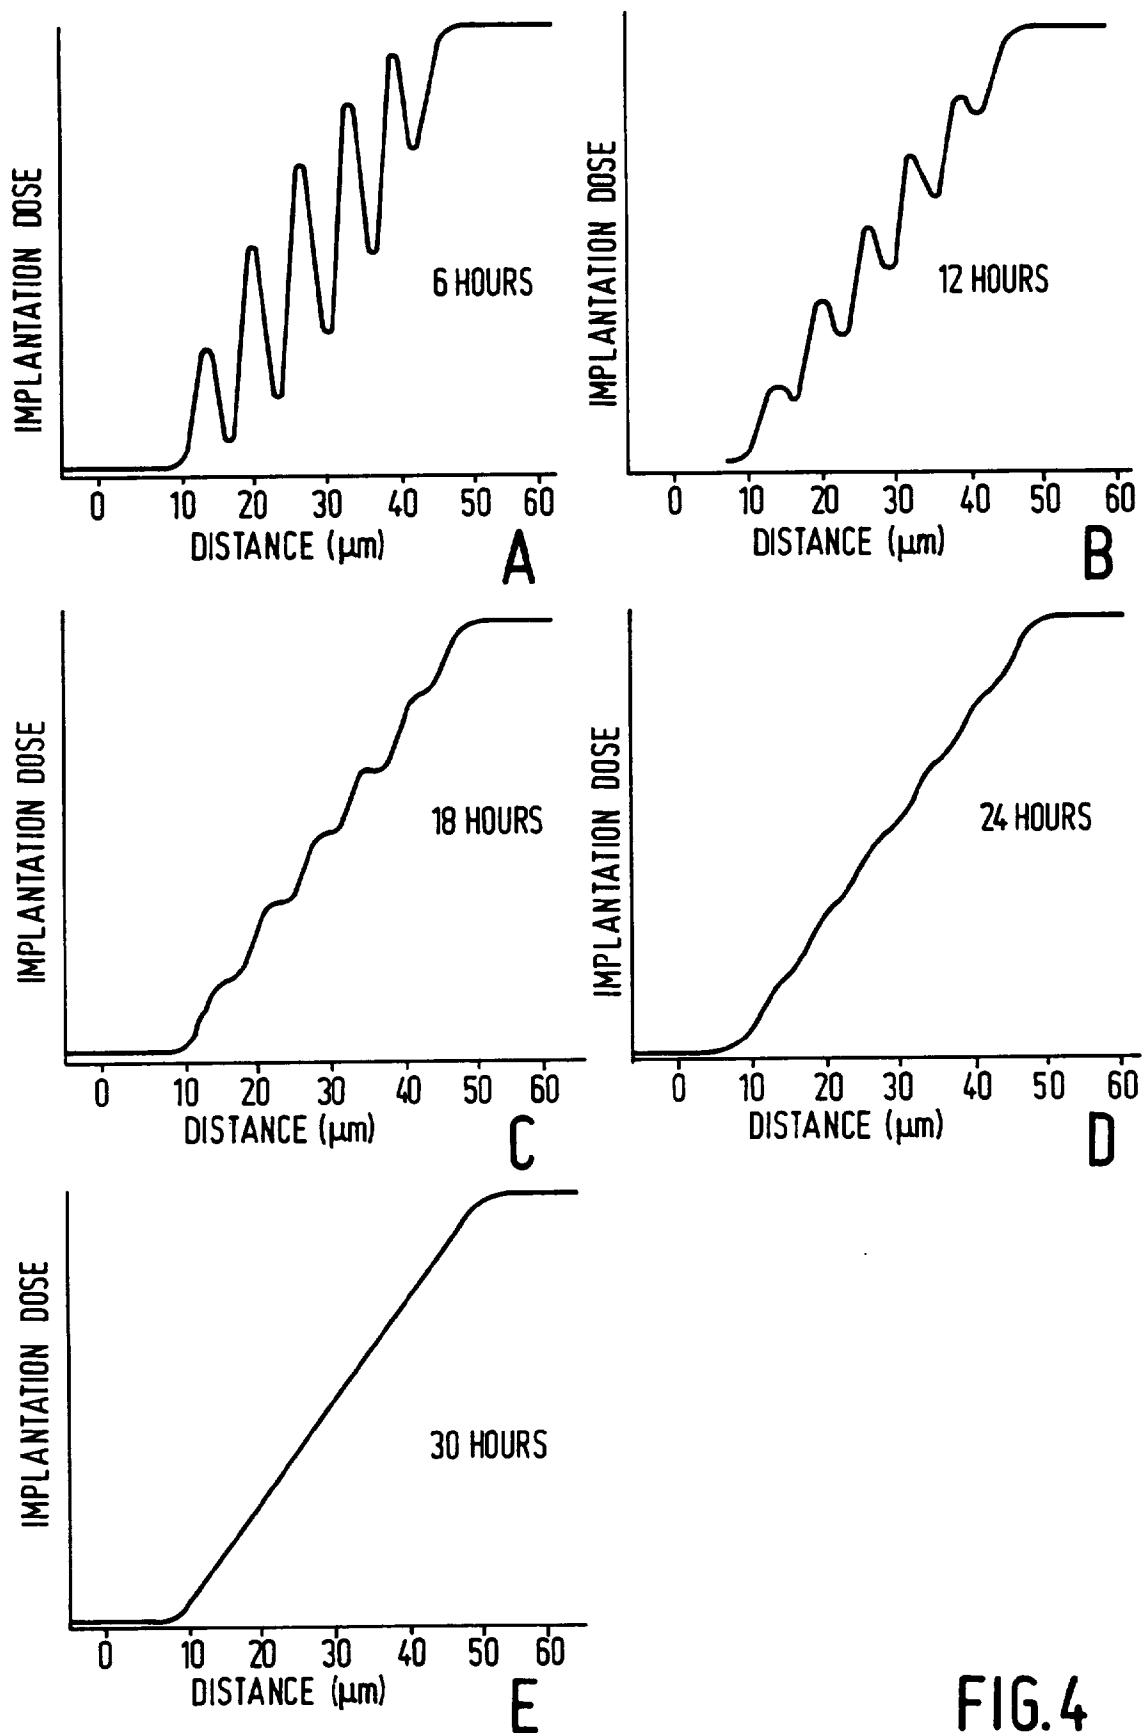 IMPLANTATION DOSE
6 HOURS
0 10 20 30 40 50 60
DISTANCE (μm)
A
IMPLANTATION DOSE
12 HOURS
0 10 20 30 40 50 60
DISTANCE (μm)
B
IMPLANTATION DOSE
18 HOURS
0 10 20 30 40 50 60
DISTANCE (μm)
C
IMPLANTATION DOSE
24 HOURS
0 10 20 30 40 50 60
DISTANCE (μm)
D
IMPLANTATION DOSE
30 HOURS
0 10 20 30 40 50 60
DISTANCE (μm)
E
FIG.4